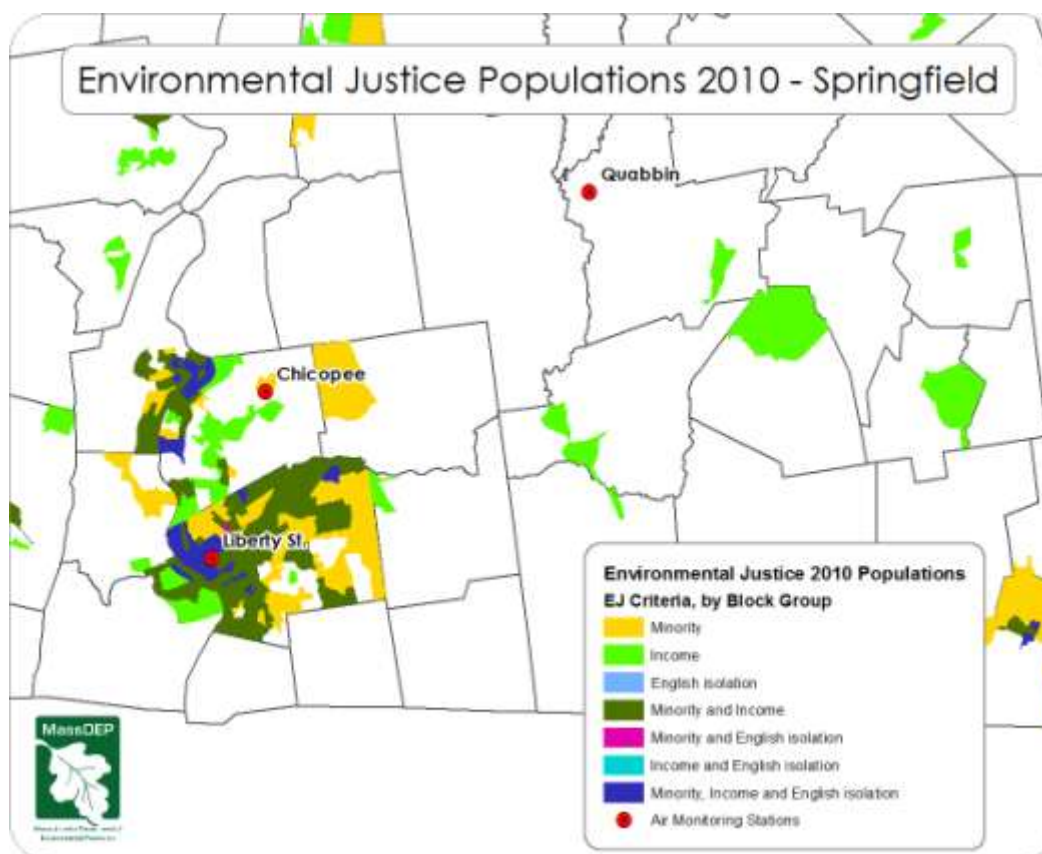 Environmental Justice Populations 2010 - Springfield
Quabbin
Chicopee
Liberty St.
Environmental Justice 2010 Populations
EJ Criteria, by Block Group
Minority
Income
English isolation
Minority and Income
Minority and English isolation
Income and English isolation
Minority, Income and English isolation
Air Monitoring Stations
MassDEP